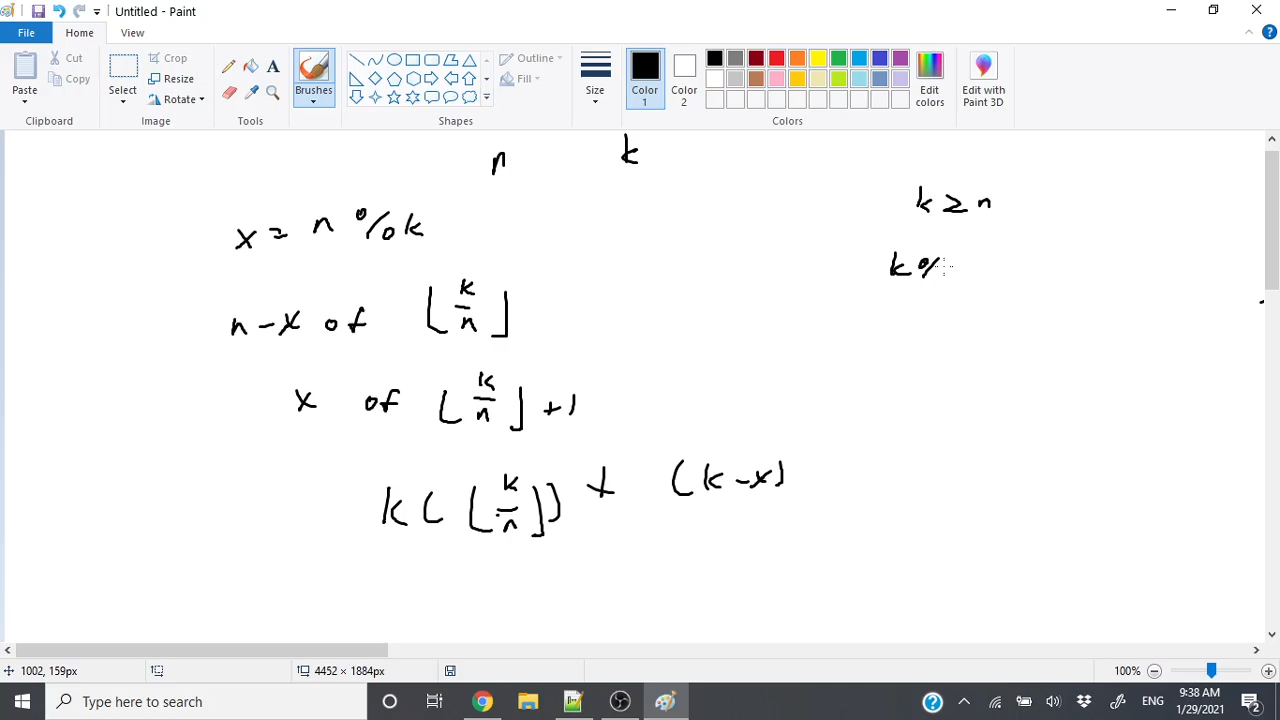 Untitled - Paint
File Home View
Paste Cut Copy Clipboard
Select Crop Resize Rotate Image
Tools
Brushes
Outline Fill Shapes
Size
Color 1 Color 2 Edit colors Edit with Paint 3D Colors
n k
k ≥ n
x = n % k
k %
n - x of ⌊k/n⌋
x of ⌊k/n⌋ + 1
k(⌊k/n⌋) + (k - x)
1002, 159px 4452 × 1884px 100%
Type here to search ENG 9:38 AM 1/29/2021 2